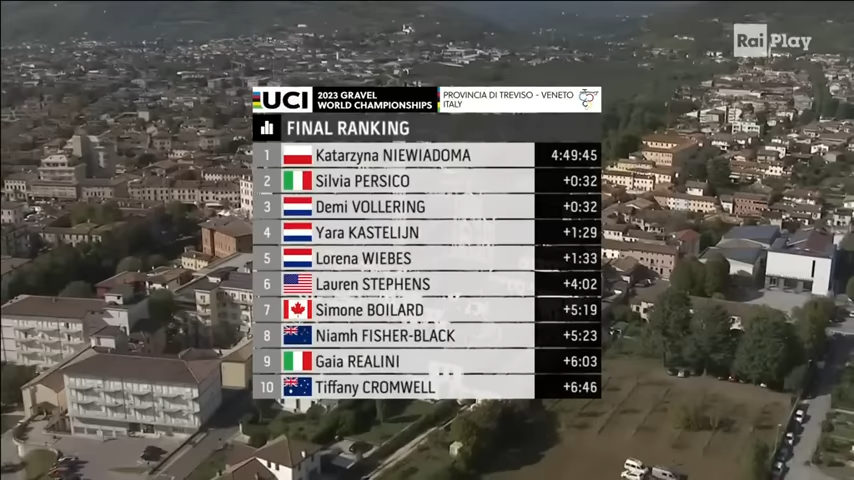 Rai Play
UCI
2023 GRAVEL
WORLD CHAMPIONSHIPS
PROVINCIA DI TREVISO - VENETO
ITALY
FINAL RANKING
1 Katarzyna NIEWIADOMA 4:49:45
2 Silvia PERSICO +0:32
3 Demi VOLLERING +0:32
4 Yara KASTELIJN +1:29
5 Lorena WIEBES +1:33
6 Lauren STEPHENS +4:02
7 Simone BOILARD +5:19
8 Niamh FISHER-BLACK +5:23
9 Gaia REALINI +6:03
10 Tiffany CROMWELL +6:46